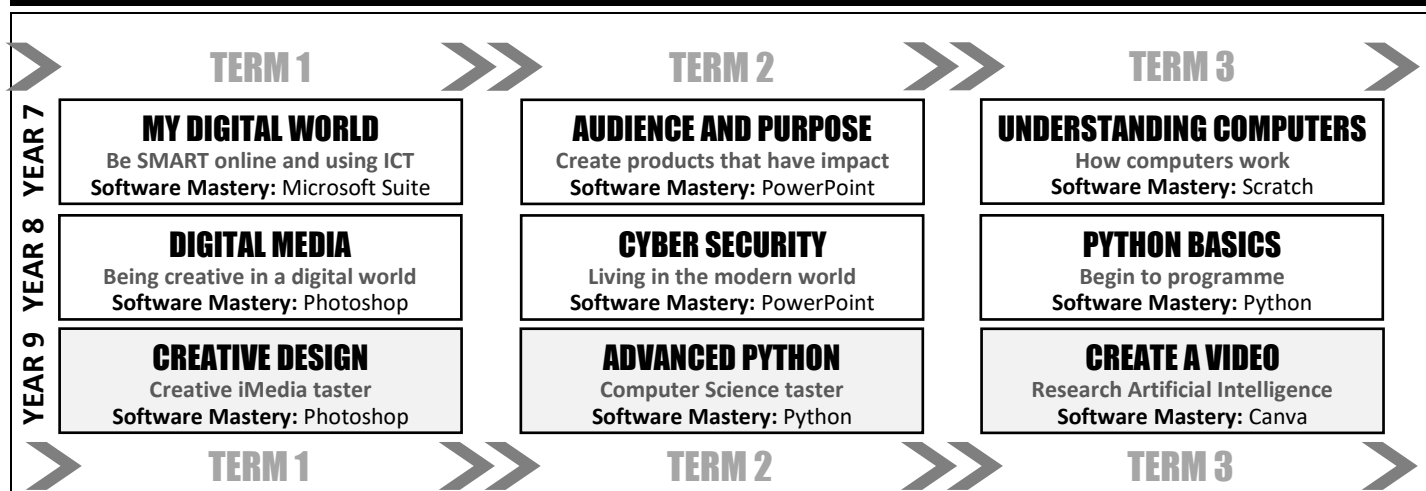 TERM 1
TERM 2
TERM 3
YEAR 7
MY DIGITAL WORLD
Be SMART online and using ICT
Software Mastery: Microsoft Suite
AUDIENCE AND PURPOSE
Create products that have impact
Software Mastery: PowerPoint
UNDERSTANDING COMPUTERS
How computers work
Software Mastery: Scratch
YEAR 8
DIGITAL MEDIA
Being creative in a digital world
Software Mastery: Photoshop
CYBER SECURITY
Living in the modern world
Software Mastery: PowerPoint
PYTHON BASICS
Begin to programme
Software Mastery: Python
YEAR 9
CREATIVE DESIGN
Creative iMedia taster
Software Mastery: Photoshop
ADVANCED PYTHON
Computer Science taster
Software Mastery: Python
CREATE A VIDEO
Research Artificial Intelligence
Software Mastery: Canva
TERM 1
TERM 2
TERM 3